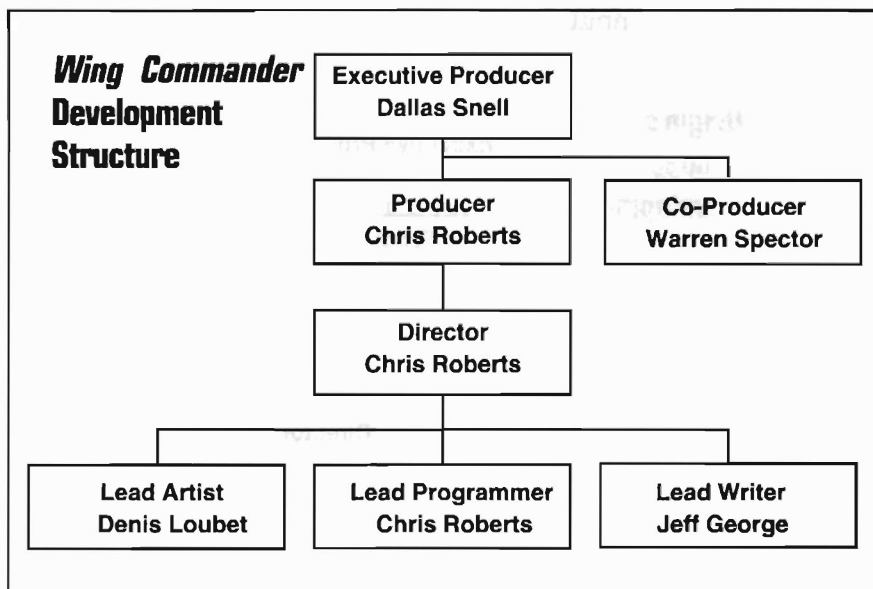 Wing Commander
Development
Structure
Executive Producer
Dallas Snell
Producer
Chris Roberts
Co-Producer
Warren Spector
Director
Chris Roberts
Lead Artist
Denis Loubet
Lead Programmer
Chris Roberts
Lead Writer
Jeff George